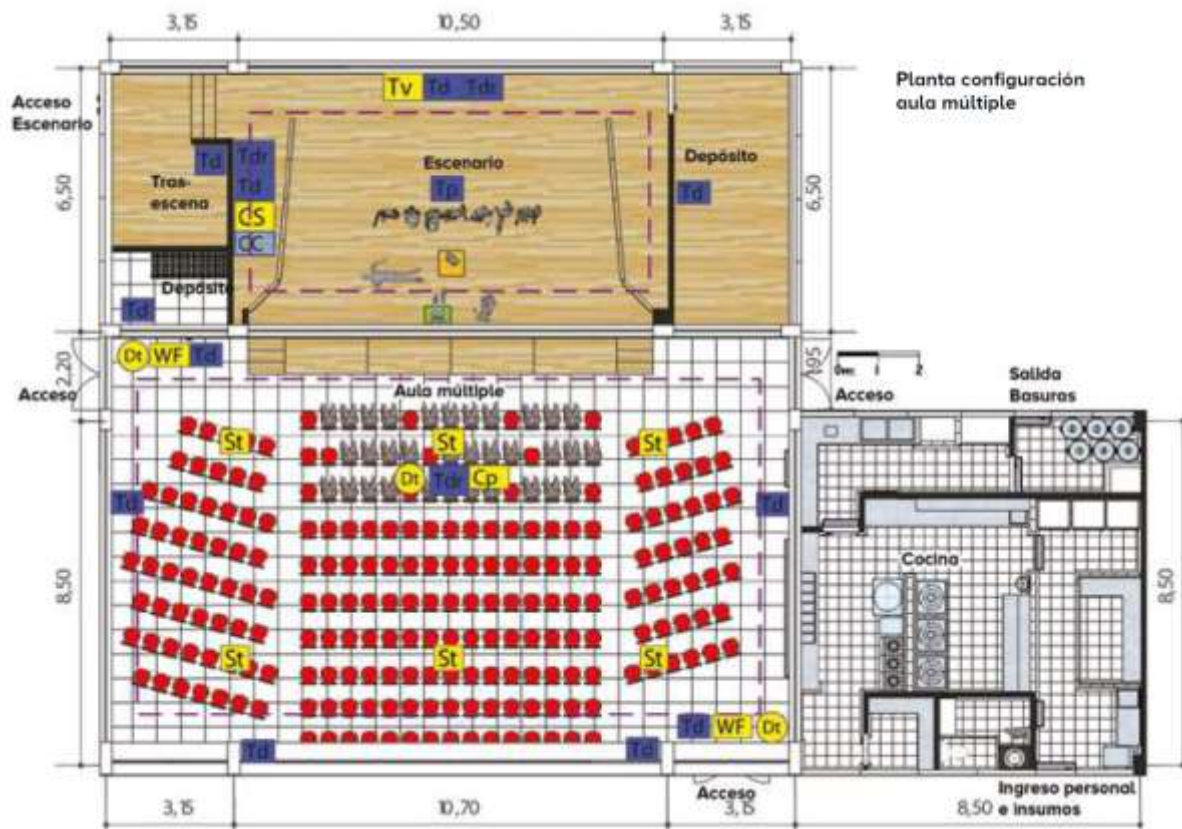 3,15 10,50 3,15
Planta configuración
aula múltiple
Acceso
Escenario
Tv Td Tdr
Escenario
Depósito
Td
Tdr
Td
Tras-
escena
Tp
Td
6,50
6,50
CS
CC
Depósito
Td
Dt WF Td
2,20
Acceso
Aula múltiple
1,95
0m. 1 2
Acceso
Salida
Basuras
St St St
Dt Tdr Cp
Td
Td
8,50
Cocina
8,50
St St St
Td WF Dt
Td
Td
Acceso
Ingreso personal
e insumos
3,15 10,70 3,15 8,50